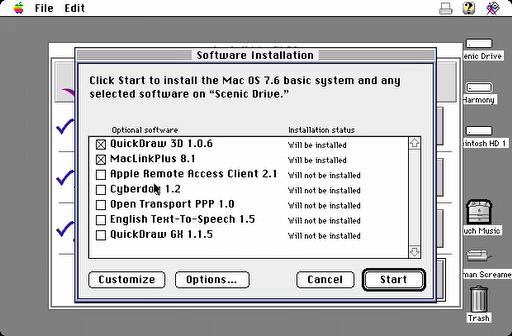 File Edit
Software Installation
Click Start to install the Mac OS 7.6 basic system and any
selected software on “Scenic Drive.”
Optional software Installation status
QuickDraw 3D 1.0.6 Will be installed
MacLinkPlus 8.1 Will be installed
Apple Remote Access Client 2.1 Will not be installed
Cyberdog 1.2 Will not be installed
Open Transport PPP 1.0 Will not be installed
English Text-To-Speech 1.5 Will not be installed
QuickDraw GX 1.1.5 Will not be installed
Customize Options... Cancel Start
enic Drive
Harmony
intosh HD 1
uch Music
man Screame
Trash